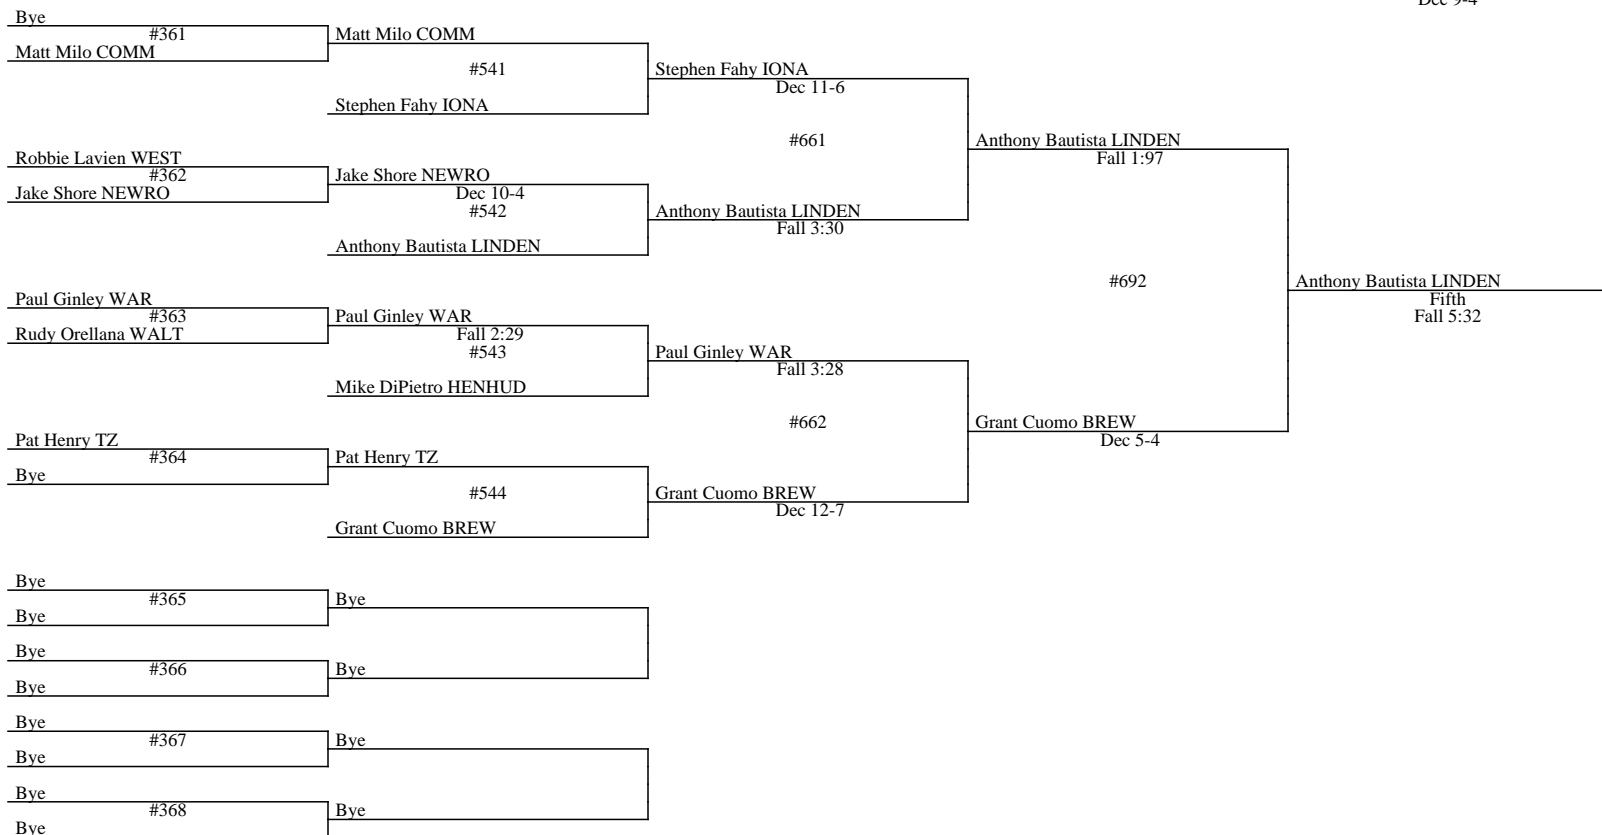 Dec 9-4
Bye
#361
Matt Milo COMM
Matt Milo COMM
#541
Stephen Fahy IONA
Stephen Fahy IONA
Dec 11-6
#661
Robbie Lavien WEST
#362
Jake Shore NEWRO
Jake Shore NEWRO
Dec 10-4
#542
Anthony Bautista LINDEN
Anthony Bautista LINDEN
Fall 3:30
Anthony Bautista LINDEN
Fall 1:97
#692
Paul Ginley WAR
#363
Rudy Orellana WALT
Paul Ginley WAR
Fall 2:29
#543
Mike DiPietro HENHUD
Paul Ginley WAR
Fall 3:28
#662
Pat Henry TZ
#364
Bye
Pat Henry TZ
#544
Grant Cuomo BREW
Grant Cuomo BREW
Dec 12-7
Grant Cuomo BREW
Dec 5-4
Anthony Bautista LINDEN
Fifth
Fall 5:32
Bye
#365
Bye
Bye
Bye
#366
Bye
Bye
Bye
#367
Bye
Bye
Bye
#368
Bye
Bye